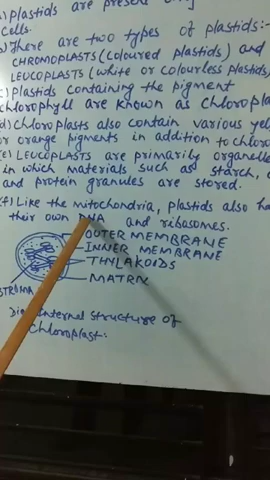 a) plastids are present only
cells.
b) There are two types of plastids:-
CHROMOPLASTS (coloured plastids) and
LEUCOPLASTS (white or colourless plastids
c) plastids containing the pigment
chlorophyll are known as chloropla
d) chloroplasts also contain various yell
or orange pigments in addition to chloro
(e) LEUCOPLASTS are primarily organelle
in which materials such as starch,
and protein granules are stored.
(f) Like the mitochondria, plastids also ha
their own DNA and ribosomes.
OUTER MEMBRANE
INNER MEMBRANE
THYLAKOIDS
MATRIX
STROMA
Internal structure of
chloroplast: